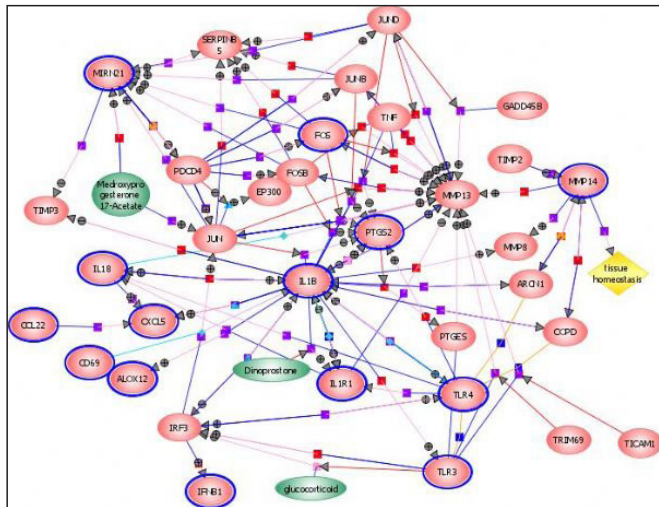 JUND
SERPINB
5
MIRN21
JUNB
TNF
GADD45B
FOS
TIMP2
PDCD4
FOSB
EP300
MMP14
Medroxypro
gesterone
17-Acetate
TIMP3
MMP13
JUN
PTGS2
MMP8
IL18
IL1B
tissue
homeostasis
ARCN1
CCL22
CXCL5
COPD
PTGES
CD69
ALOX12
Dinoprostone
IL1R1
TLR4
IRF3
TRIM69
TICAM1
TLR3
IFNB1
glucocorticoid